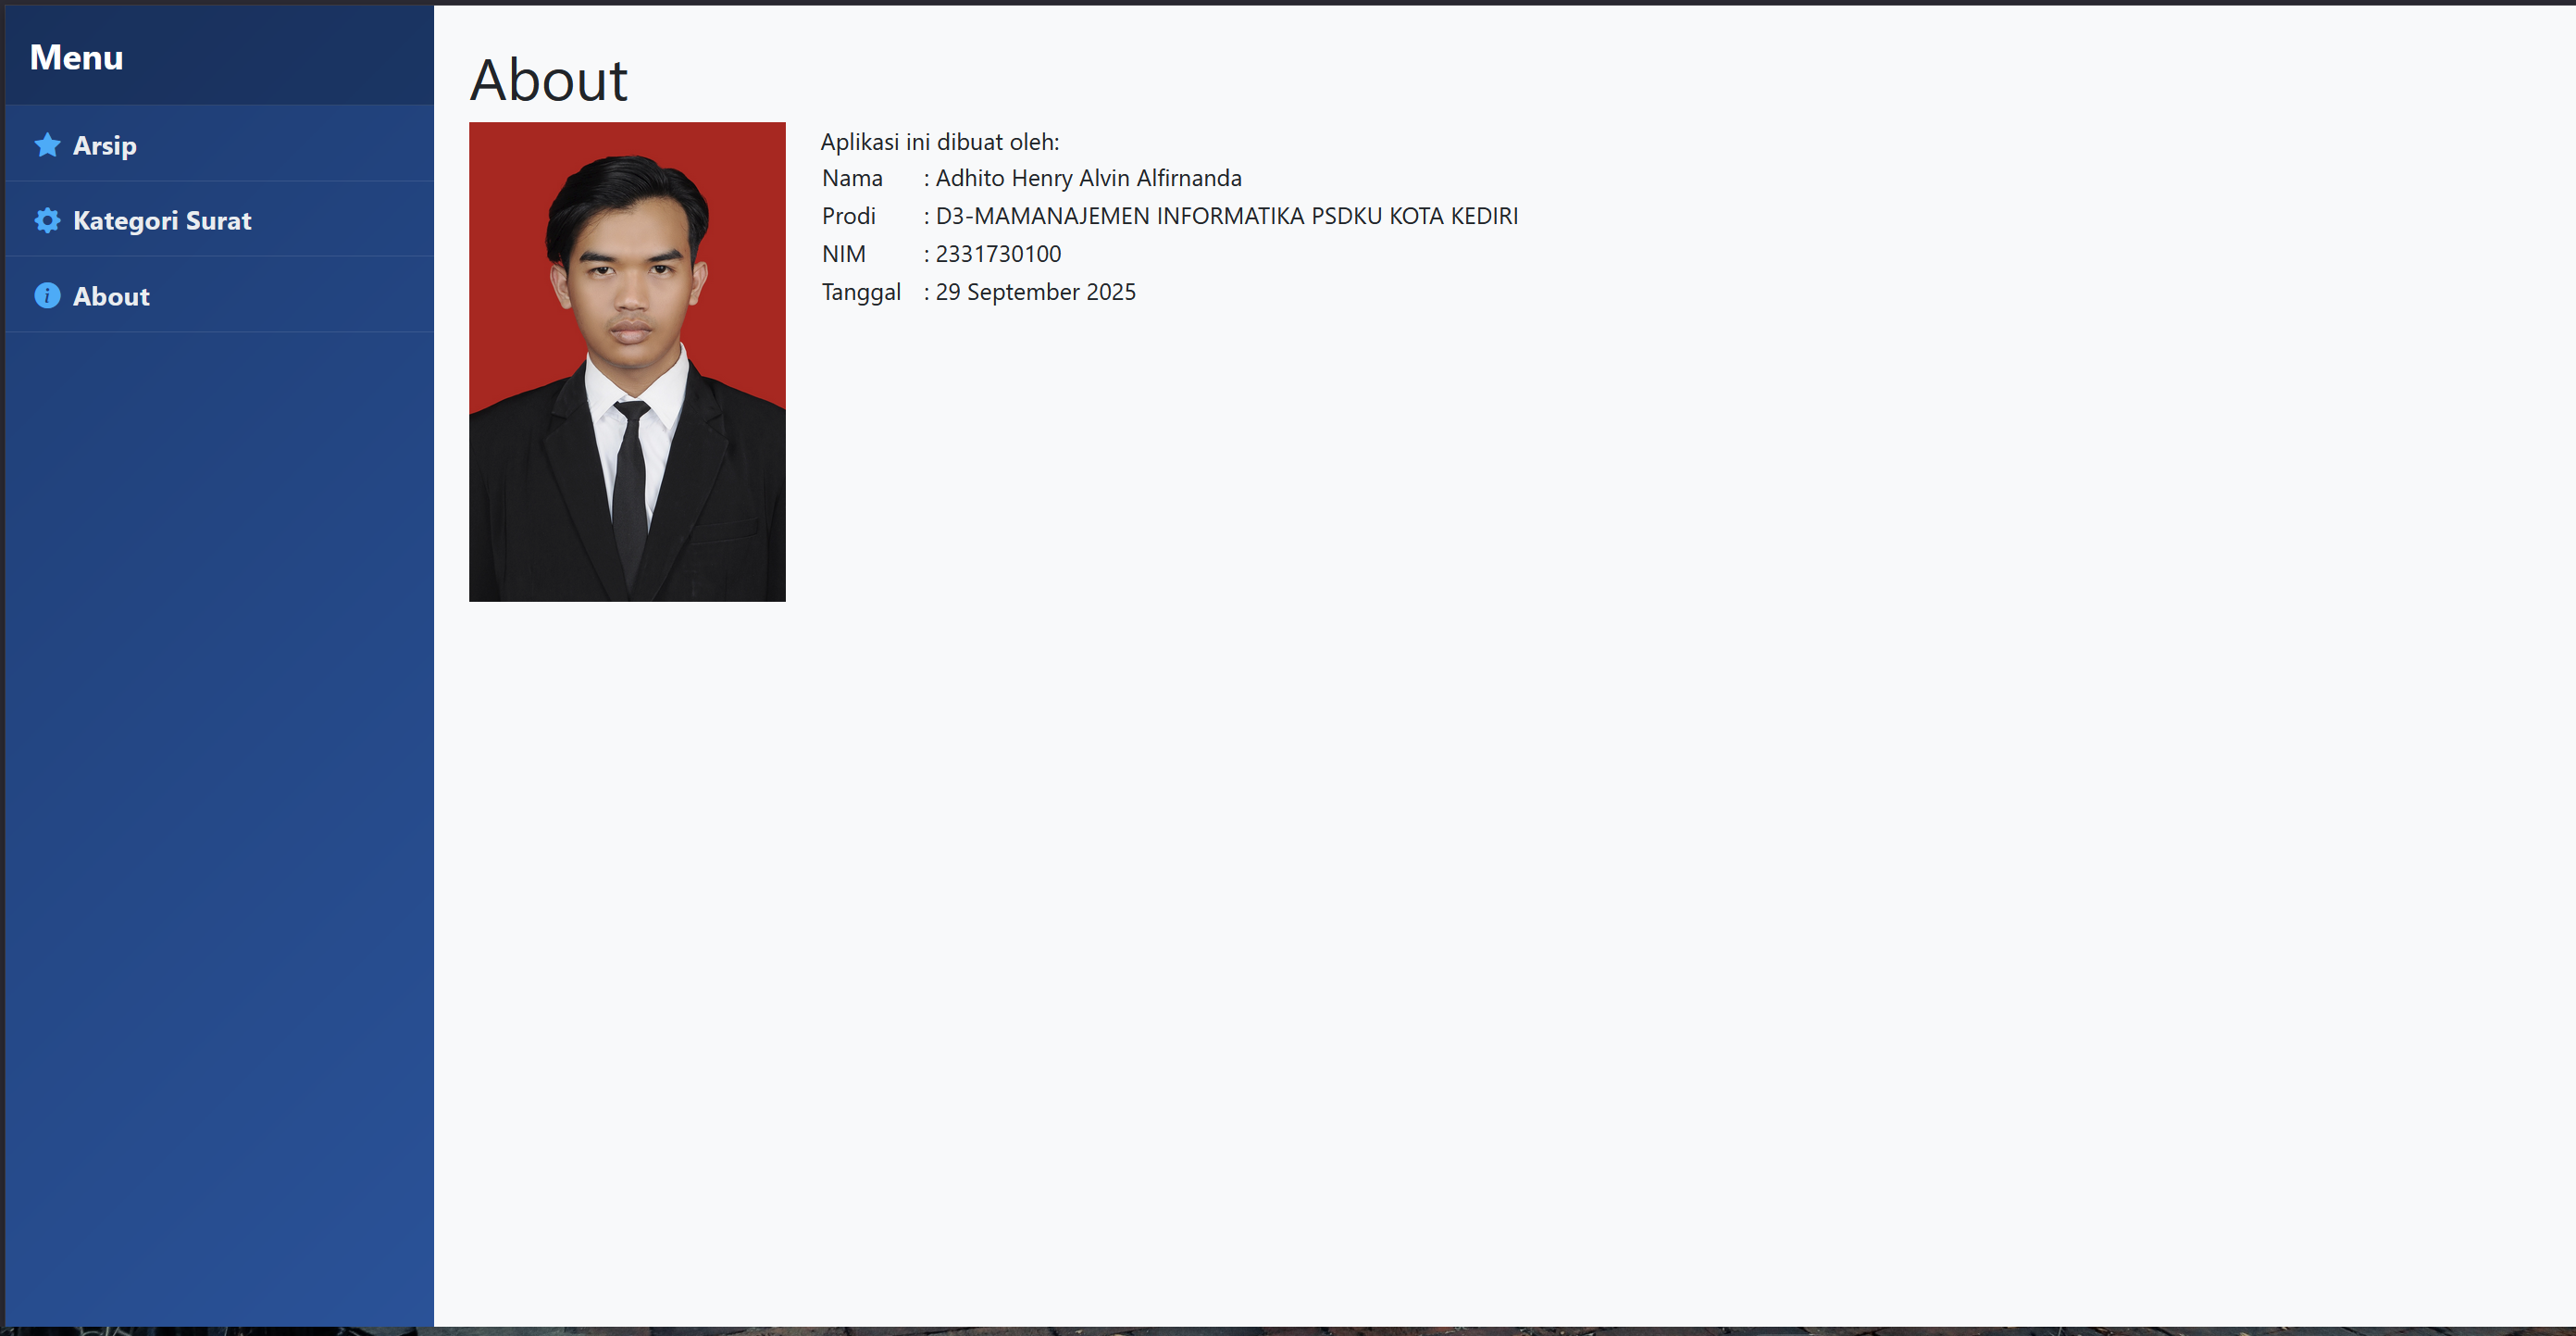 Menu
Arsip
Kategori Surat
About
About
Aplikasi ini dibuat oleh:
Nama : Adhito Henry Alvin Alfirnanda
Prodi : D3-MAMANAJEMEN INFORMATIKA PSDKU KOTA KEDIRI
NIM : 2331730100
Tanggal : 29 September 2025